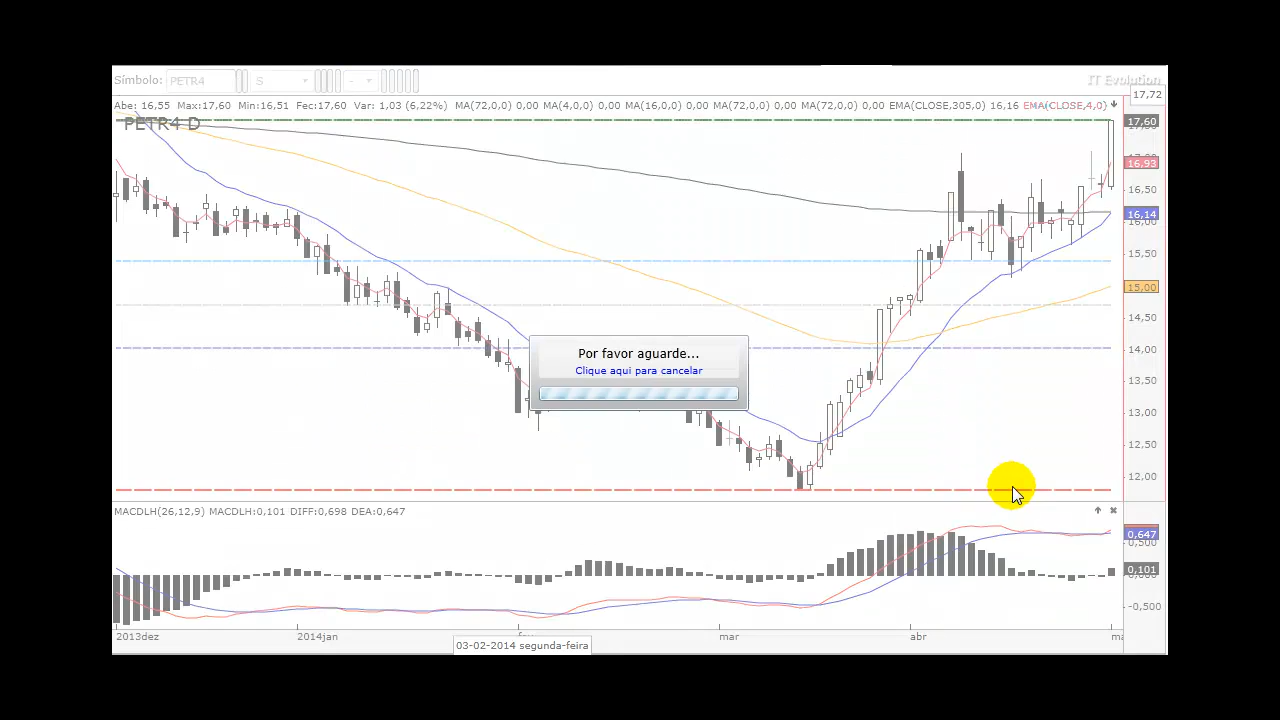 Símbolo: PETR4 S -
IT Evolution
Abe: 16,55 Max:17,60 Min:16,51 Fec:17,60 Var: 1,03 (6,22%) MA(72,0,0) 0,00 MA(4,0,0) 0,00 MA(16,0,0) 0,00 MA(72,0,0) 0,00 MA(72,0,0) 0,00 EMA(CLOSE,305,0) 16,16 EMA(CLOSE,4,0)
17,72
PETR4 D
17,60
16,93
16,50
16,14
16,00
15,50
15,00
14,50
14,00
13,50
13,00
12,50
12,00
Por favor aguarde...
Clique aqui para cancelar
MACDLH(26,12,9) MACDLH:0,101 DIFF:0,698 DEA:0,647
0,647
0,500
0,101
0,000
-0,500
2013dez 2014jan mar abr
03-02-2014 segunda-feira